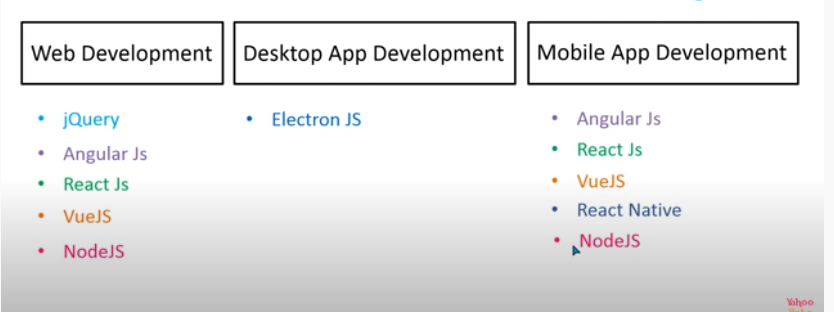 Web Development
jQuery
Angular Js
React Js
VueJS
NodeJS
Desktop App Development
Electron JS
Mobile App Development
Angular Js
React Js
VueJS
React Native
NodeJS
Yahoo